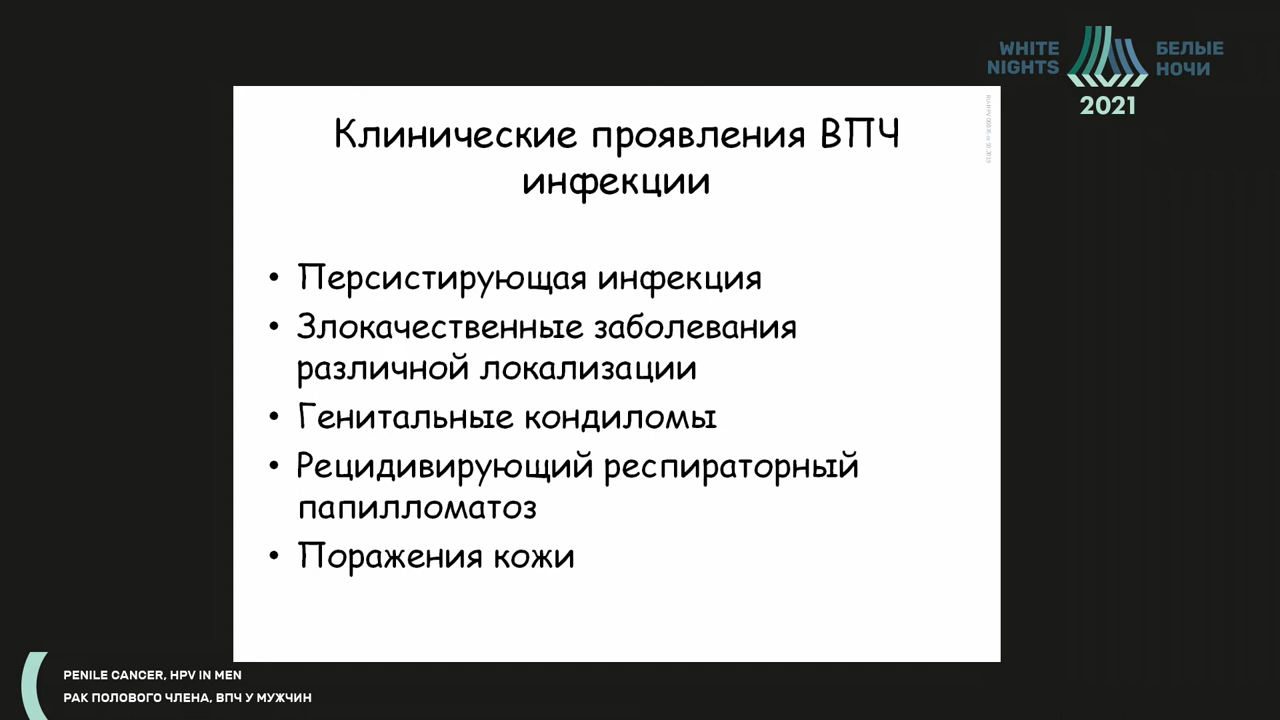 WHITE
NIGHTS
БЕЛЫЕ
НОЧИ
2021
Клинические проявления ВПЧ
инфекции
• Персистирующая инфекция
• Злокачественные заболевания
различной локализации
• Генитальные кондиломы
• Рецидивирующий респираторный
папилломатоз
• Поражения кожи
PENILE CANCER, HPV IN MEN
РАК ПОЛОВОГО ЧЛЕНА, ВПЧ У МУЖЧИН